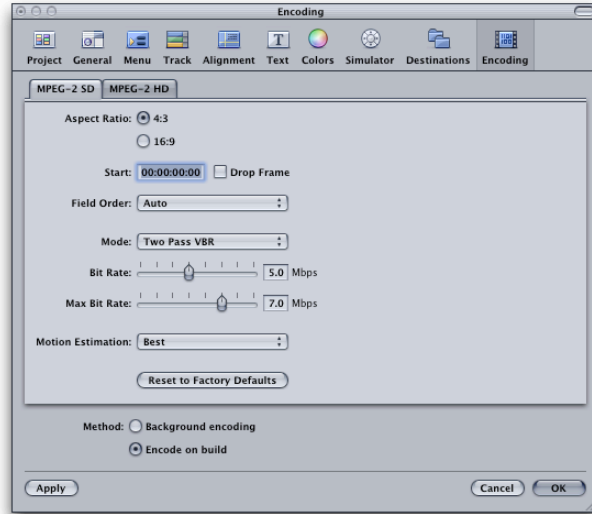 Encoding
Project General Menu Track Alignment Text Colors Simulator Destinations Encoding
MPEG-2 SD MPEG-2 HD
Aspect Ratio: 4:3
16:9
Start: 00:00:00:00 Drop Frame
Field Order: Auto
Mode: Two Pass VBR
Bit Rate: 5.0 Mbps
Max Bit Rate: 7.0 Mbps
Motion Estimation: Best
Reset to Factory Defaults
Method: Background encoding
Encode on build
Apply Cancel OK